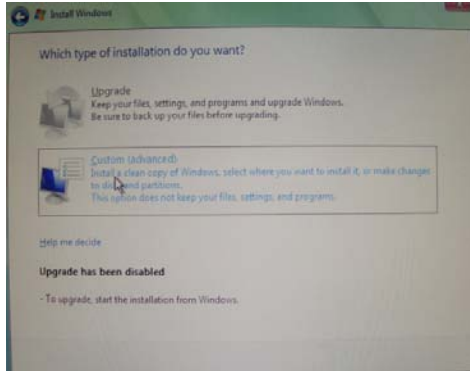 Install Windows
Which type of installation do you want?
Upgrade
Keep your files, settings, and programs and upgrade Windows.
Be sure to back up your files before upgrading.
Custom (advanced)
Install a clean copy of Windows, select where you want to install it, or make changes
to disks and partitions.
This option does not keep your files, settings, and programs.
Help me decide
Upgrade has been disabled
- To upgrade, start the installation from Windows.